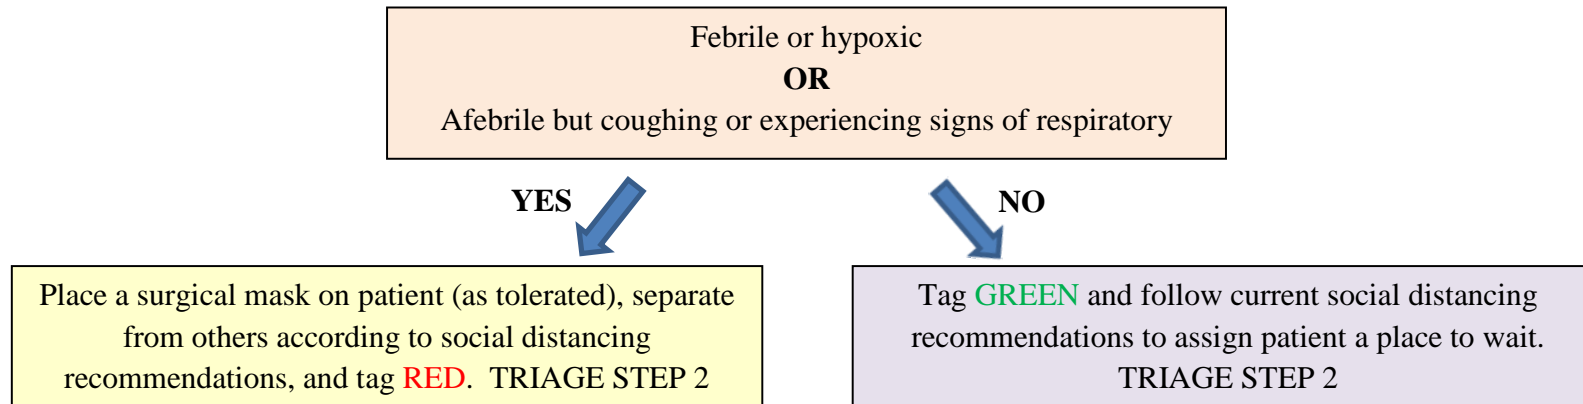 Febrile or hypoxic
OR
Afebrile but coughing or experiencing signs of respiratory
YES
NO
Place a surgical mask on patient (as tolerated), separate
from others according to social distancing
recommendations, and tag RED.  TRIAGE STEP 2
Tag GREEN and follow current social distancing
recommendations to assign patient a place to wait.
TRIAGE STEP 2